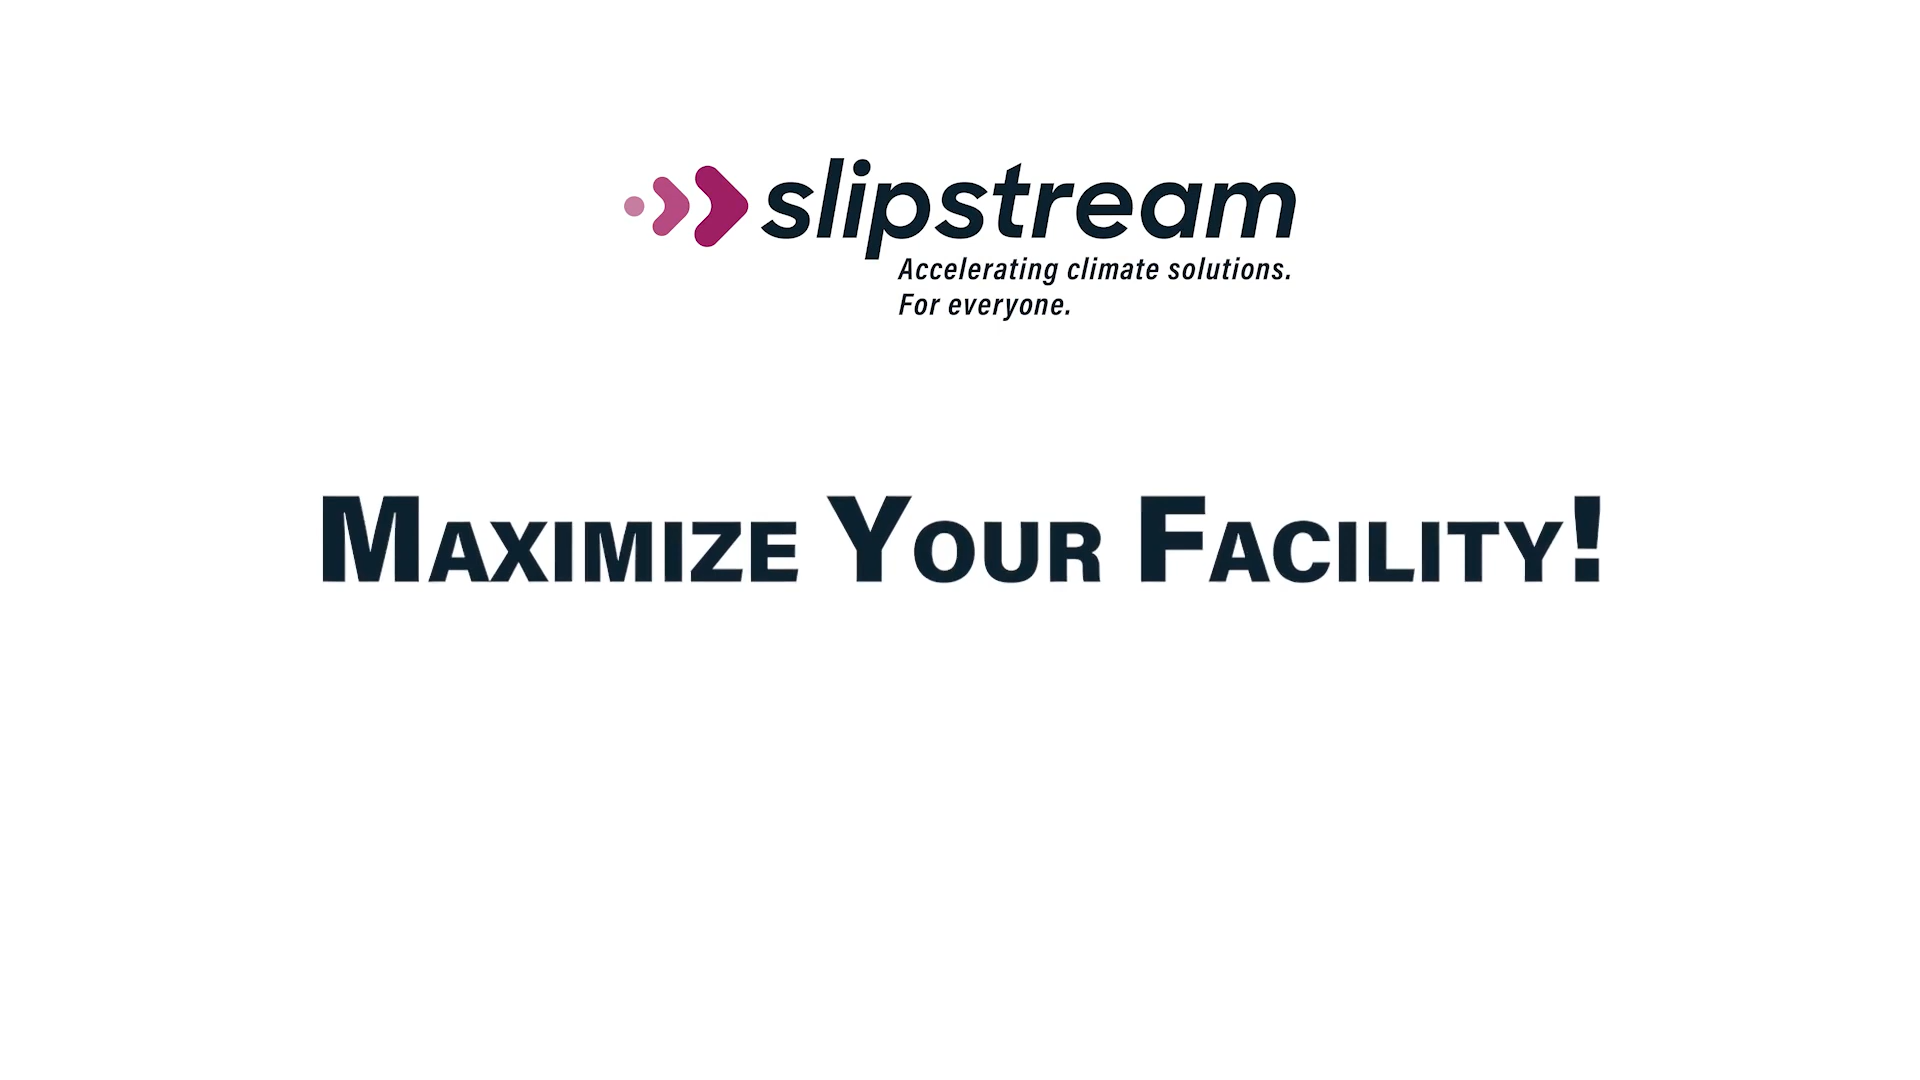 slipstream
Accelerating climate solutions.
For everyone.
Maximize Your Facility!